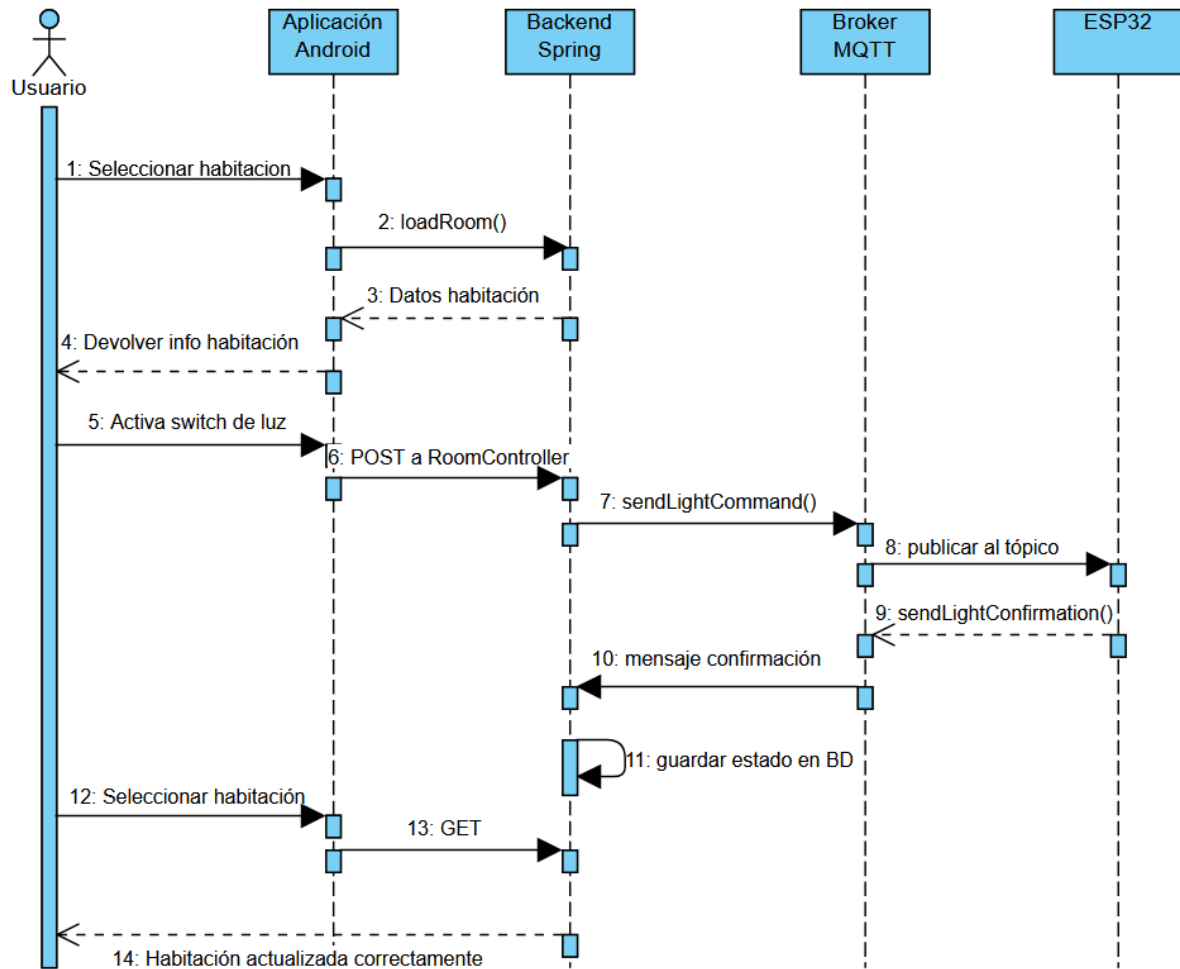 Aplicación
Android
Backend
Spring
Broker
MQTT
ESP32
Usuario
1: Seleccionar habitacion
2: loadRoom()
3: Datos habitación
4: Devolver info habitación
5: Activa switch de luz
6: POST a RoomController
7: sendLightCommand()
8: publicar al tópico
9: sendLightConfirmation()
10: mensaje confirmación
11: guardar estado en BD
12: Seleccionar habitación
13: GET
14: Habitación actualizada correctamente